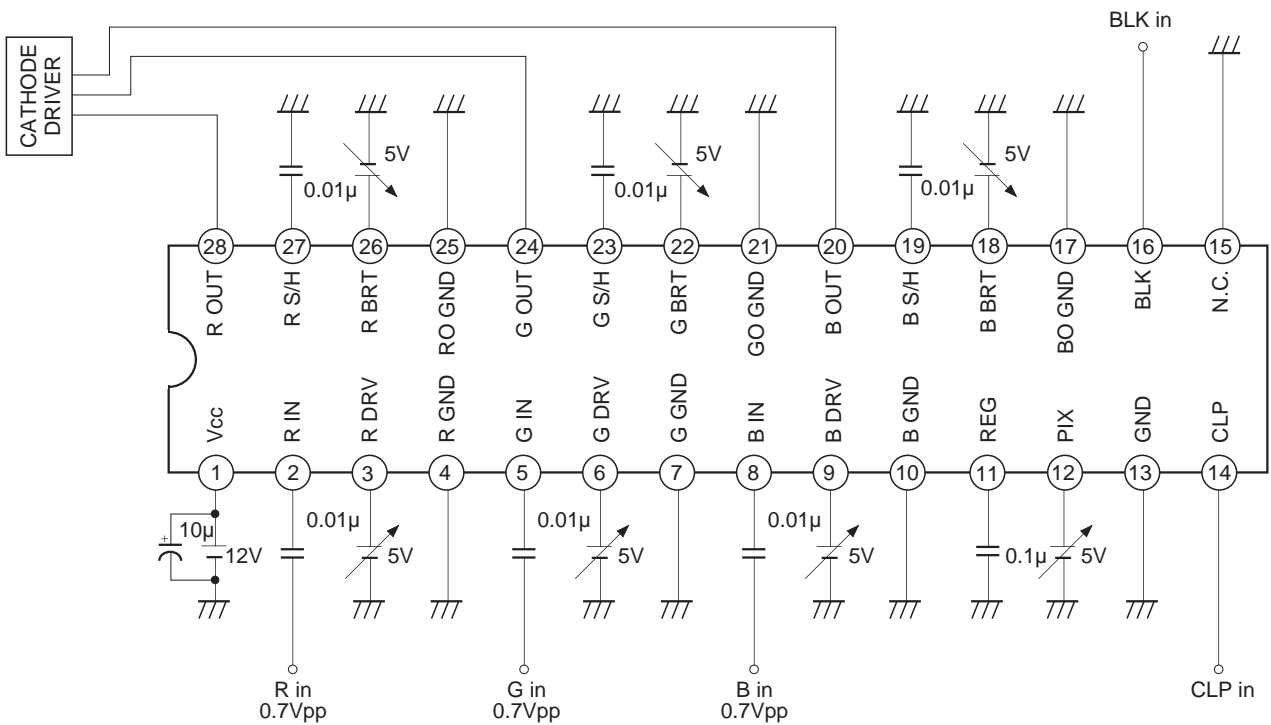 BLK in
CATHODE
DRIVER
5V
0.01µ
5V
0.01µ
5V
0.01µ
28
27
26
25
24
23
22
21
20
19
18
17
16
15
R OUT
R S/H
R BRT
RO GND
G OUT
G S/H
G BRT
GO GND
B OUT
B S/H
B BRT
BO GND
BLK
N.C.
Vcc
R IN
R DRV
R GND
G IN
G DRV
G GND
B IN
B DRV
B GND
REG
PIX
GND
CLP
1
2
3
4
5
6
7
8
9
10
11
12
13
14
+
10µ
12V
0.01µ
5V
0.01µ
5V
0.01µ
5V
0.1µ
5V
R in
0.7Vpp
G in
0.7Vpp
B in
0.7Vpp
CLP in